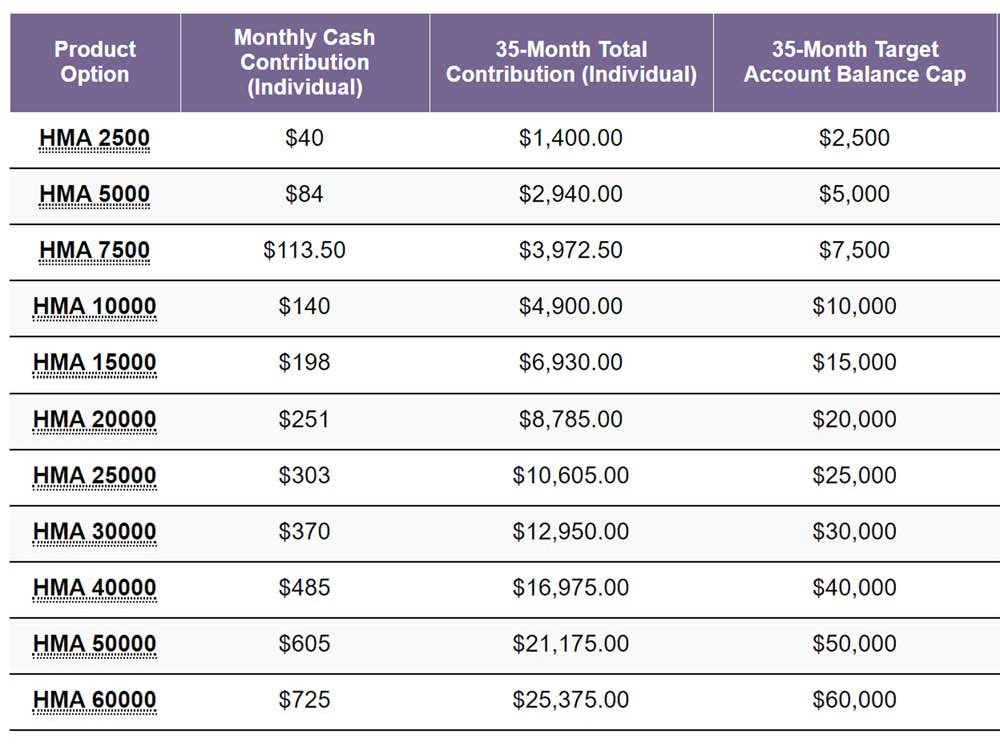 Product Option
Monthly Cash Contribution (Individual)
35-Month Total Contribution (Individual)
35-Month Target Account Balance Cap
HMA 2500 $40 $1,400.00 $2,500
HMA 5000 $84 $2,940.00 $5,000
HMA 7500 $113.50 $3,972.50 $7,500
HMA 10000 $140 $4,900.00 $10,000
HMA 15000 $198 $6,930.00 $15,000
HMA 20000 $251 $8,785.00 $20,000
HMA 25000 $303 $10,605.00 $25,000
HMA 30000 $370 $12,950.00 $30,000
HMA 40000 $485 $16,975.00 $40,000
HMA 50000 $605 $21,175.00 $50,000
HMA 60000 $725 $25,375.00 $60,000